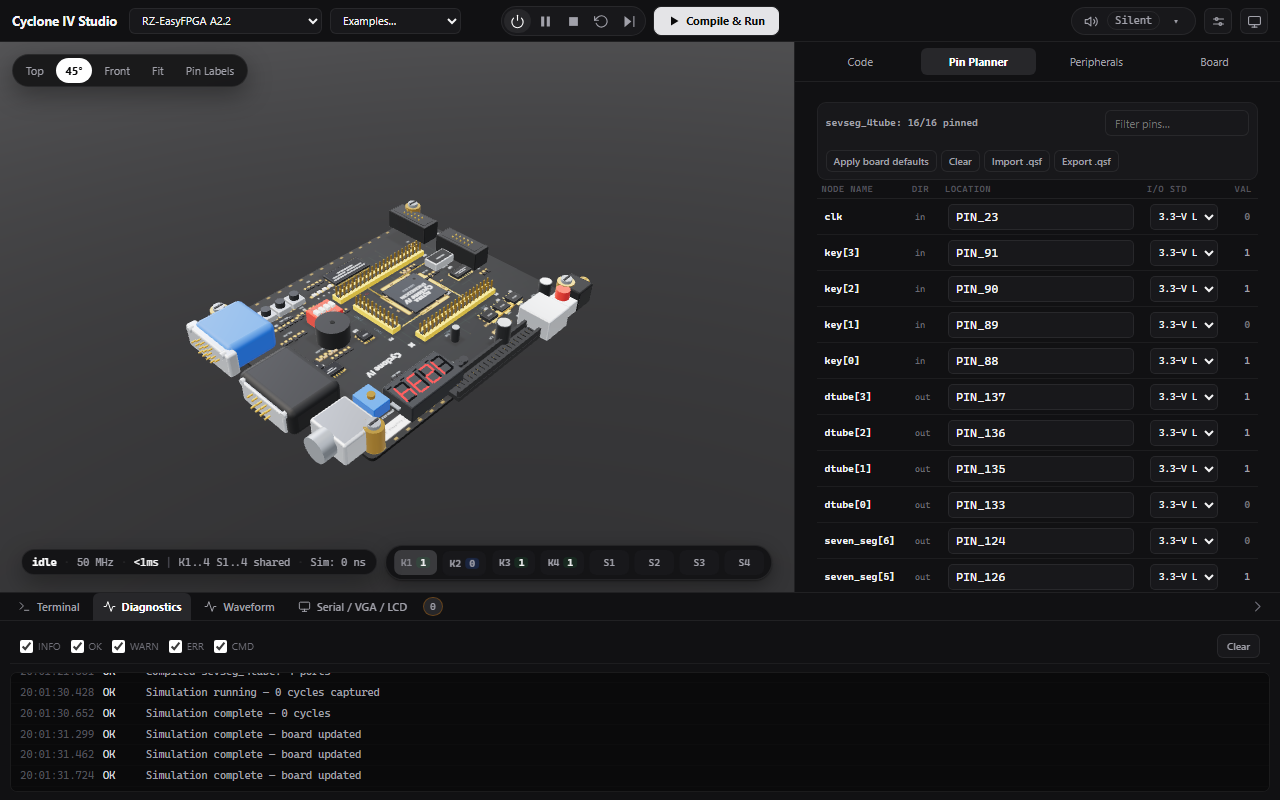 Cyclone IV Studio
RZ-EasyFPGA A2.2
Examples...
Compile & Run
Silent
Top 45° Front Fit Pin Labels
Code Pin Planner Peripherals Board
sevseg_4tube: 16/16 pinned
Filter pins...
Apply board defaults Clear Import .qsf Export .qsf
NODE NAME DIR LOCATION I/O STD VAL
clk in PIN_23 3.3-V L 0
key[3] in PIN_91 3.3-V L 1
key[2] in PIN_90 3.3-V L 1
key[1] in PIN_89 3.3-V L 0
key[0] in PIN_88 3.3-V L 1
dtube[3] out PIN_137 3.3-V L 1
dtube[2] out PIN_136 3.3-V L 1
dtube[1] out PIN_135 3.3-V L 1
dtube[0] out PIN_133 3.3-V L 0
seven_seg[6] out PIN_124 3.3-V L 0
seven_seg[5] out PIN_126 3.3-V L 1
Cyclone IV
idle · 50 MHz · <1ms | K1..4 S1..4 shared · Sim: 0 ns
K1 1 K2 0 K3 1 K4 1 S1 S2 S3 S4
Terminal Diagnostics Waveform Serial / VGA / LCD 0
INFO OK WARN ERR CMD
Clear
20:01:30.428 OK Simulation running — 0 cycles captured
20:01:30.652 OK Simulation complete — 0 cycles
20:01:31.299 OK Simulation complete — board updated
20:01:31.462 OK Simulation complete — board updated
20:01:31.724 OK Simulation complete — board updated